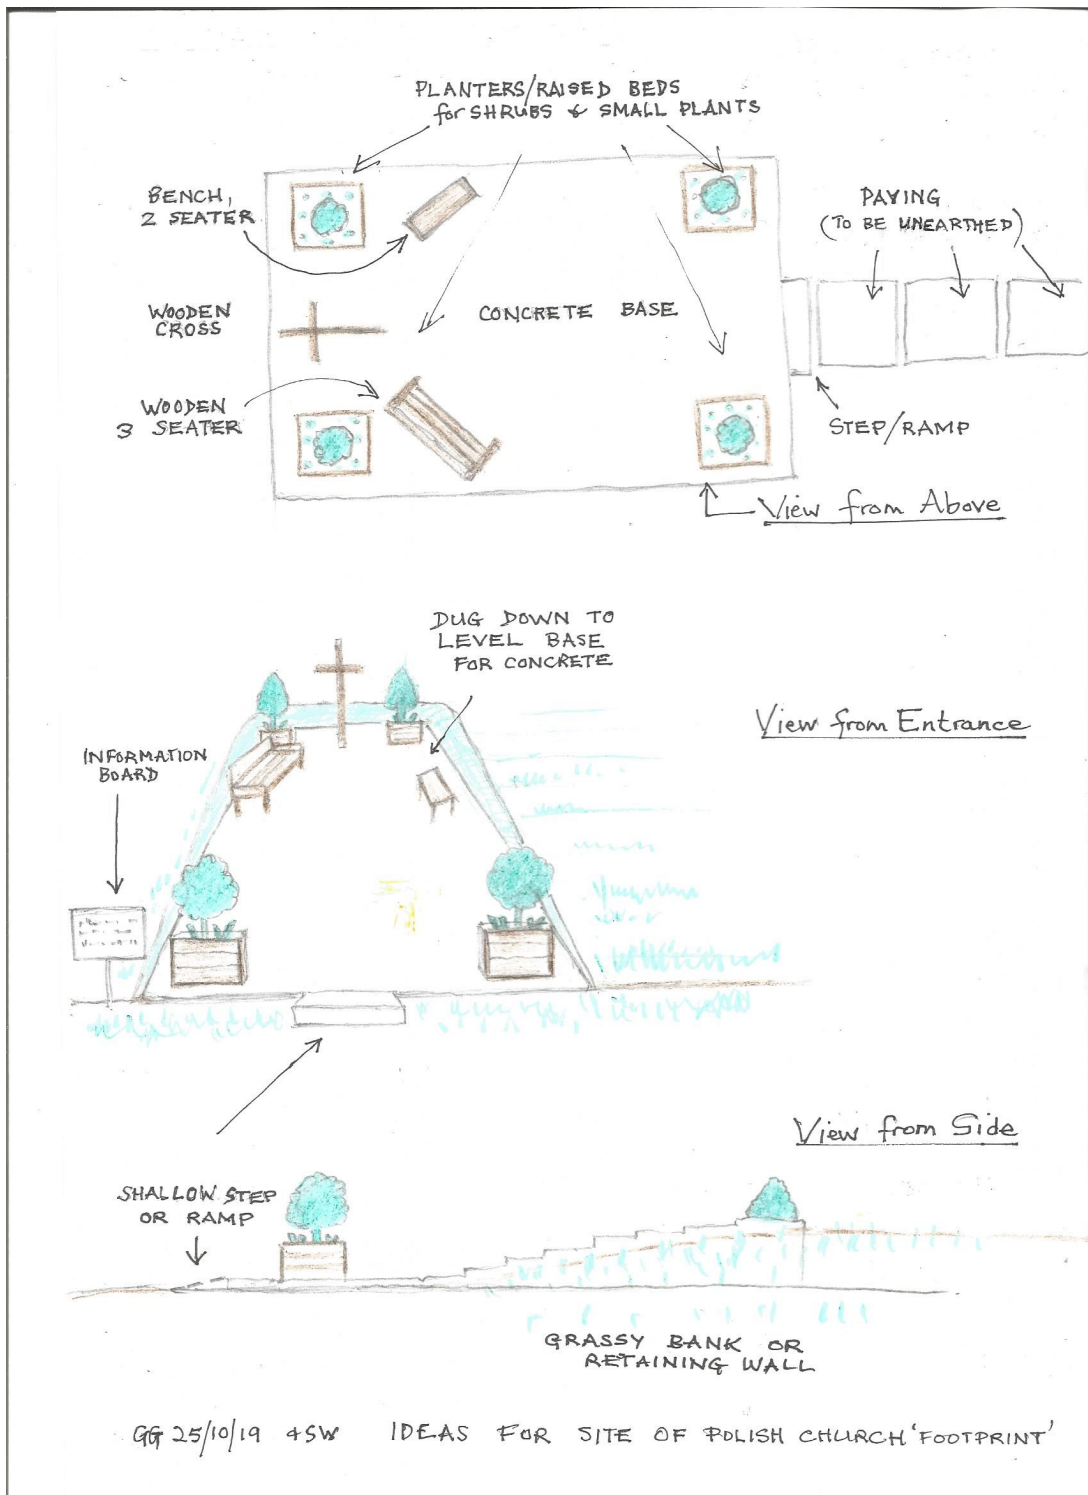 PLANTERS/RAISED BEDS
for SHRUBS & SMALL PLANTS
BENCH,
2 SEATER
PAVING
(TO BE UNEARTHED)
WOODEN
CROSS
CONCRETE BASE
WOODEN
3 SEATER
STEP/RAMP
View from Above
DUG DOWN TO
LEVEL BASE
FOR CONCRETE
View from Entrance
INFORMATION
BOARD
View from Side
SHALLOW STEP
OR RAMP
GRASSY BANK OR
RETAINING WALL
GG 25/10/19 +SW IDEAS FOR SITE OF POLISH CHURCH 'FOOTPRINT'